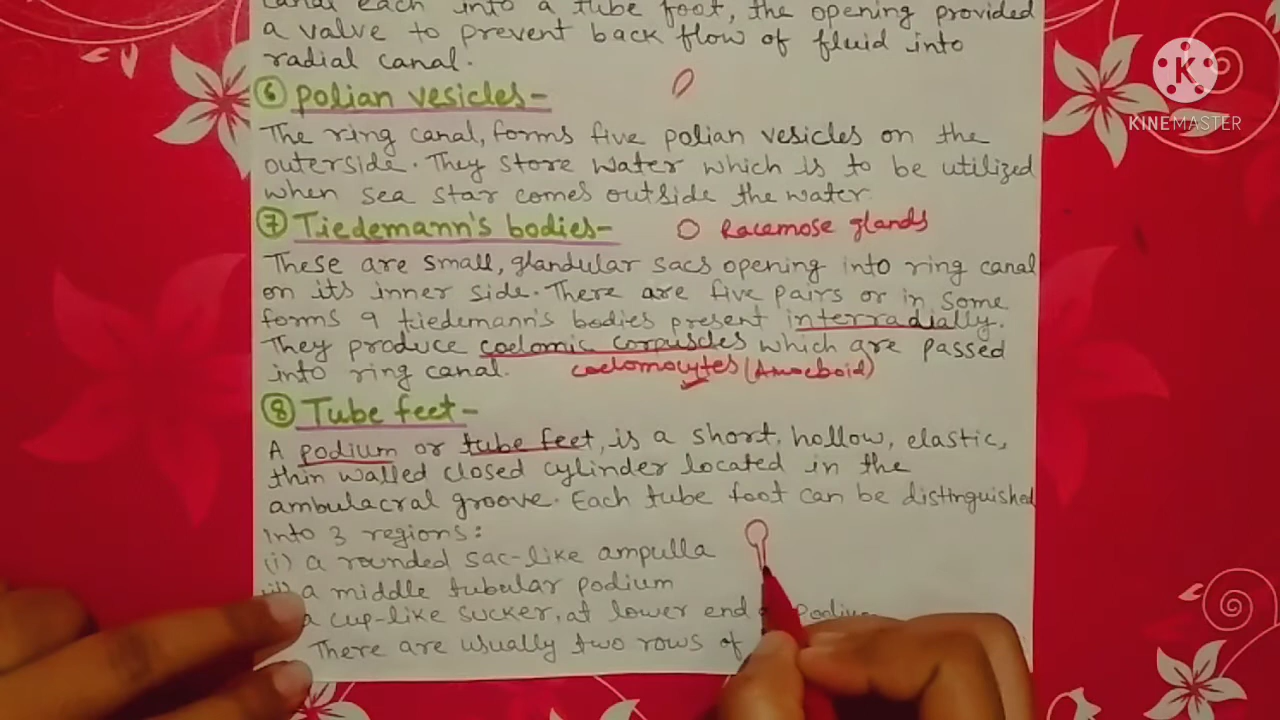 canal each into a tube foot, the opening provided
a valve to prevent back flow of fluid into
radial canal.
⑥ Polian vesicles-
The ring canal, forms five polian vesicles on the
outerside. They store water which is to be utilized
when sea star comes outside the water.
⑦ Tiedemann's bodies-
Racemose glands
These are small, glandular sacs opening into ring canal
on its inner side. There are five pairs or in some
forms 9 tiedemann's bodies present interradially.
They produce coelomic corpuscles which are passed
into ring canal.
coelomocytes (Amoeboid)
⑧ Tube feet-
A podium or tube feet, is a short, hollow, elastic,
thin walled closed cylinder located in the
ambulacral groove. Each tube foot can be distinguished
into 3 regions:
(i) a rounded sac-like ampulla
a middle tubular podium
a cup-like sucker, at lower end podium
There are usually two rows of
K
KINEMASTER